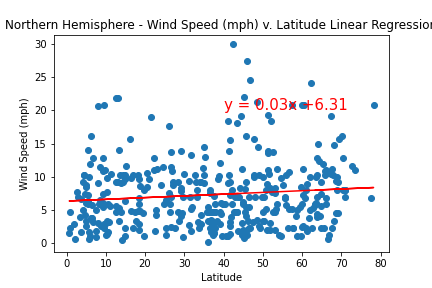 Northern Hemisphere - Wind Speed (mph) v. Latitude Linear Regression
30
25
20
15
10
5
0
Wind Speed (mph)
y = 0.03x +6.31
0 10 20 30 40 50 60 70 80
Latitude